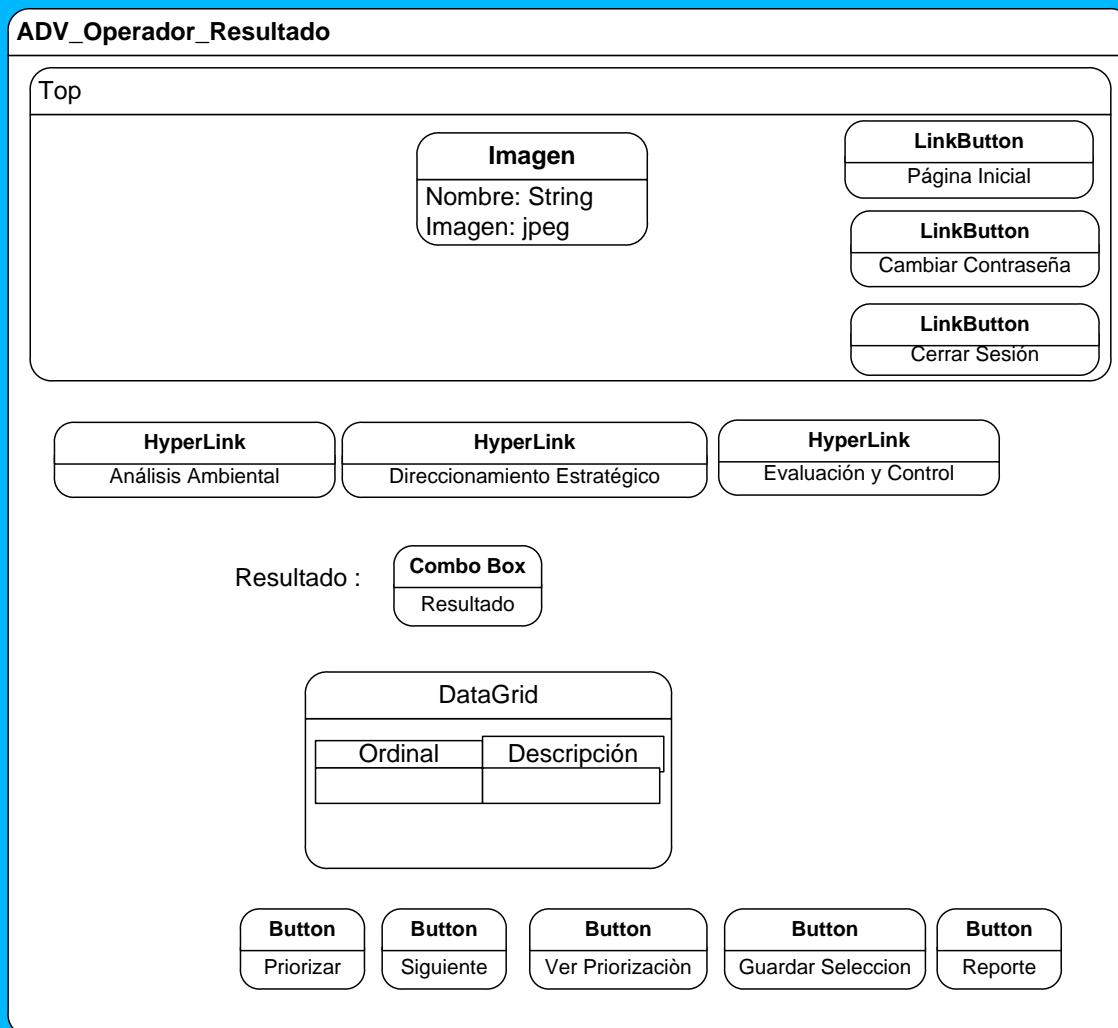 ADV_Operador_Resultado
Top
Imagen
Nombre: String
Imagen: jpeg
LinkButton
Página Inicial
LinkButton
Cambiar Contraseña
LinkButton
Cerrar Sesión
HyperLink
Análisis Ambiental
HyperLink
Direccionamiento Estratégico
HyperLink
Evaluación y Control
Resultado :
Combo Box
Resultado
DataGrid
Ordinal
Descripción
Button
Priorizar
Button
Siguiente
Button
Ver Priorizaciòn
Button
Guardar Seleccion
Button
Reporte